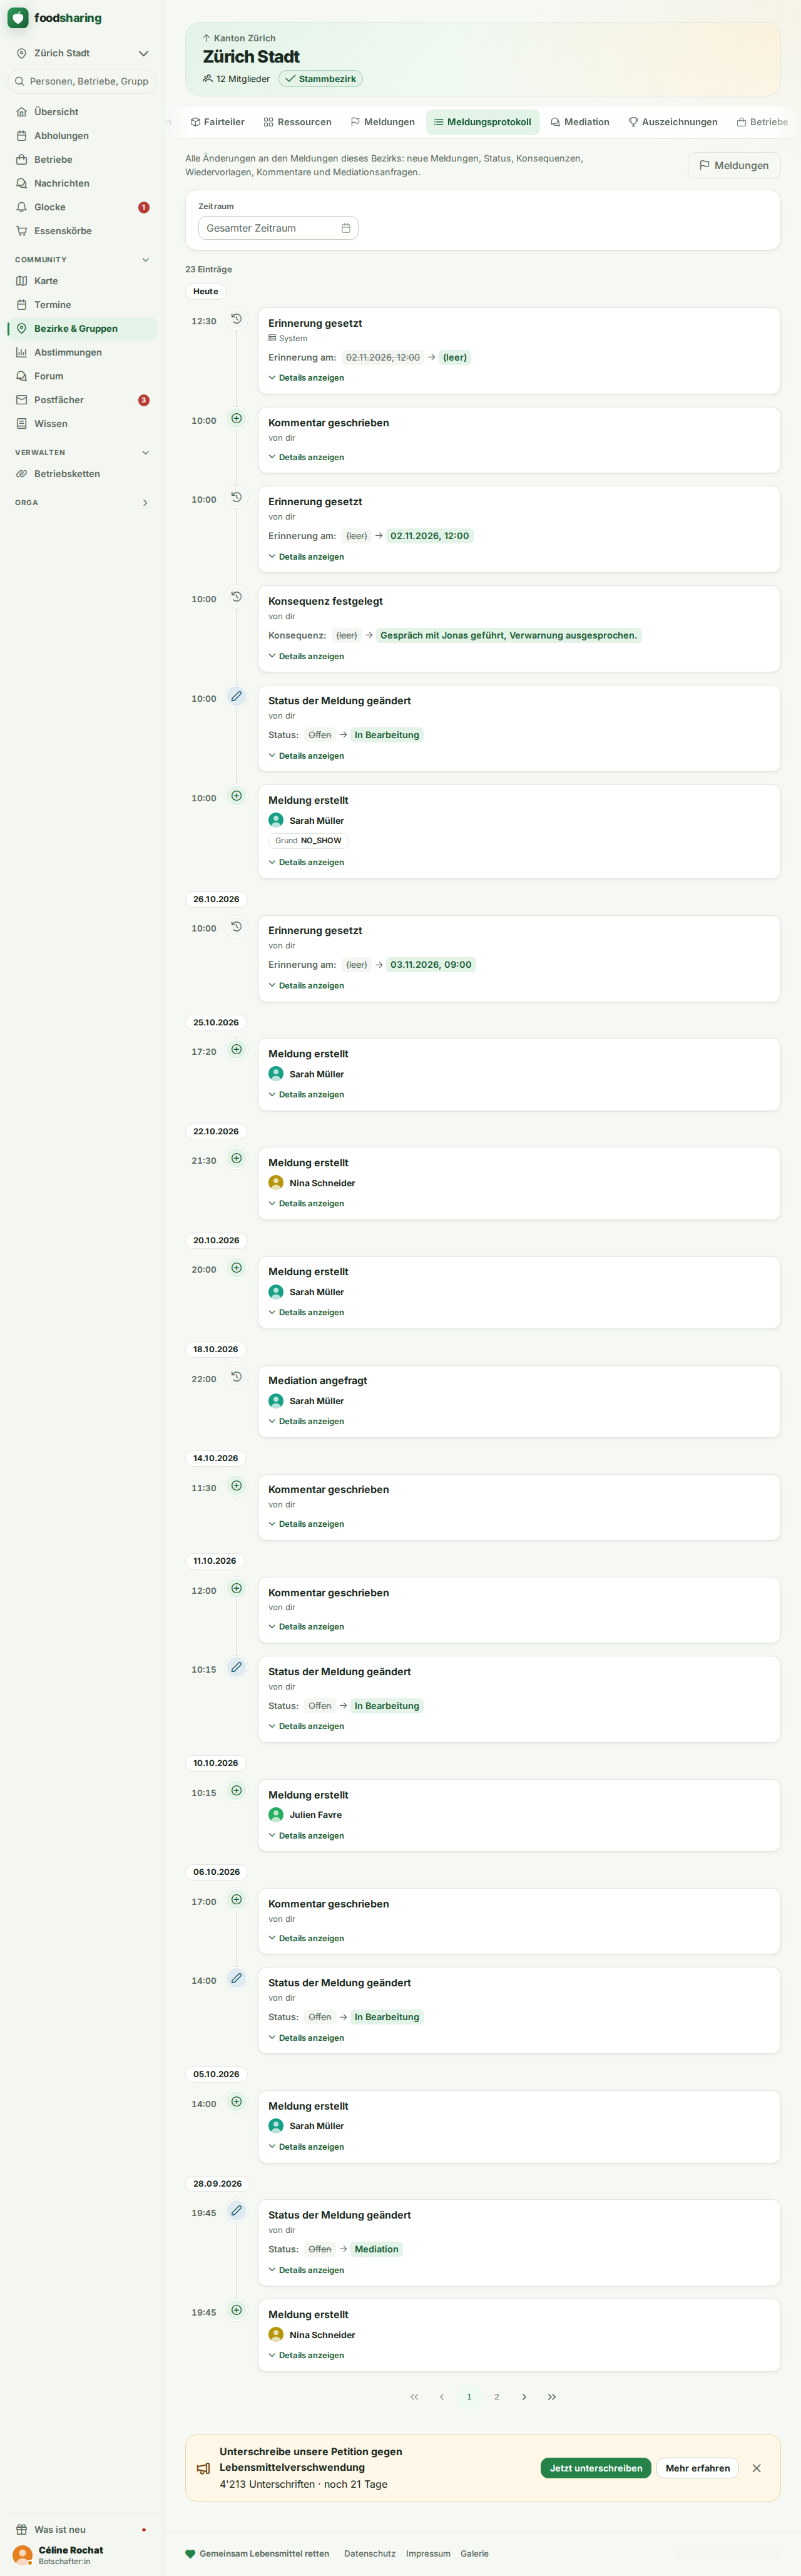 foodsharing
Zürich Stadt
Personen, Betriebe, Grupp
Übersicht
Abholungen
Betriebe
Nachrichten
Glocke 1
Essenskörbe
COMMUNITY
Karte
Termine
Bezirke & Gruppen
Abstimmungen
Forum
Postfächer 3
Wissen
VERWALTEN
Betriebsketten
ORGA
Was ist neu
Céline Rochat
Botschafter:in
Kanton Zürich
Zürich Stadt
12 Mitglieder Stammbezirk
Fairteiler Ressourcen Meldungen Meldungsprotokoll Mediation Auszeichnungen Betriebe
Alle Änderungen an den Meldungen dieses Bezirks: neue Meldungen, Status, Konsequenzen,
Wiedervorlagen, Kommentare und Mediationsanfragen.
Meldungen
Zeitraum
Gesamter Zeitraum
23 Einträge
Heute
12:30
Erinnerung gesetzt
System
Erinnerung am: 02.11.2026, 12:00 → (leer)
Details anzeigen
10:00
Kommentar geschrieben
von dir
Details anzeigen
10:00
Erinnerung gesetzt
von dir
Erinnerung am: (leer) → 02.11.2026, 12:00
Details anzeigen
10:00
Konsequenz festgelegt
von dir
Konsequenz: (leer) → Gespräch mit Jonas geführt, Verwarnung ausgesprochen.
Details anzeigen
10:00
Status der Meldung geändert
von dir
Status: Offen → In Bearbeitung
Details anzeigen
10:00
Meldung erstellt
Sarah Müller
Grund NO_SHOW
Details anzeigen
26.10.2026
10:00
Erinnerung gesetzt
von dir
Erinnerung am: (leer) → 03.11.2026, 09:00
Details anzeigen
25.10.2026
17:20
Meldung erstellt
Sarah Müller
Details anzeigen
22.10.2026
21:30
Meldung erstellt
Nina Schneider
Details anzeigen
20.10.2026
20:00
Meldung erstellt
Sarah Müller
Details anzeigen
18.10.2026
22:00
Mediation angefragt
Sarah Müller
Details anzeigen
14.10.2026
11:30
Kommentar geschrieben
von dir
Details anzeigen
11.10.2026
12:00
Kommentar geschrieben
von dir
Details anzeigen
10:15
Status der Meldung geändert
von dir
Status: Offen → In Bearbeitung
Details anzeigen
10.10.2026
10:15
Meldung erstellt
Julien Favre
Details anzeigen
06.10.2026
17:00
Kommentar geschrieben
von dir
Details anzeigen
14:00
Status der Meldung geändert
von dir
Status: Offen → In Bearbeitung
Details anzeigen
05.10.2026
14:00
Meldung erstellt
Sarah Müller
Details anzeigen
28.09.2026
19:45
Status der Meldung geändert
von dir
Status: Offen → Mediation
Details anzeigen
19:45
Meldung erstellt
Nina Schneider
Details anzeigen
1 2
Unterschreibe unsere Petition gegen
Lebensmittelverschwendung
4'213 Unterschriften · noch 21 Tage
Jetzt unterschreiben Mehr erfahren
Gemeinsam Lebensmittel retten Datenschutz Impressum Galerie